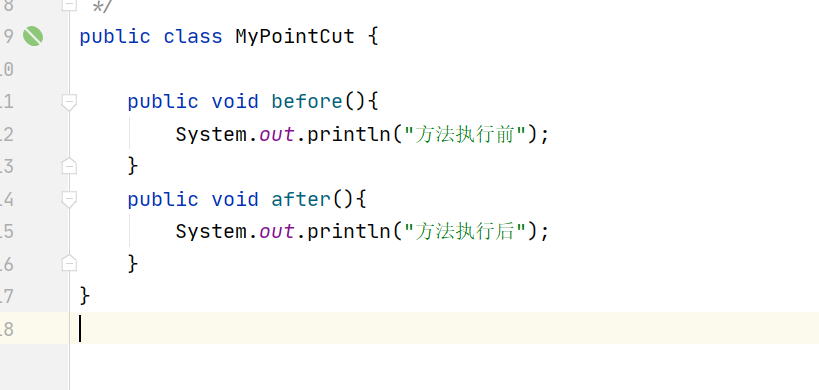 8 */
9 public class MyPointCut {
10
11 public void before(){
12 System.out.println("方法执行前");
13 }
14 public void after(){
15 System.out.println("方法执行后");
16 }
17 }
18